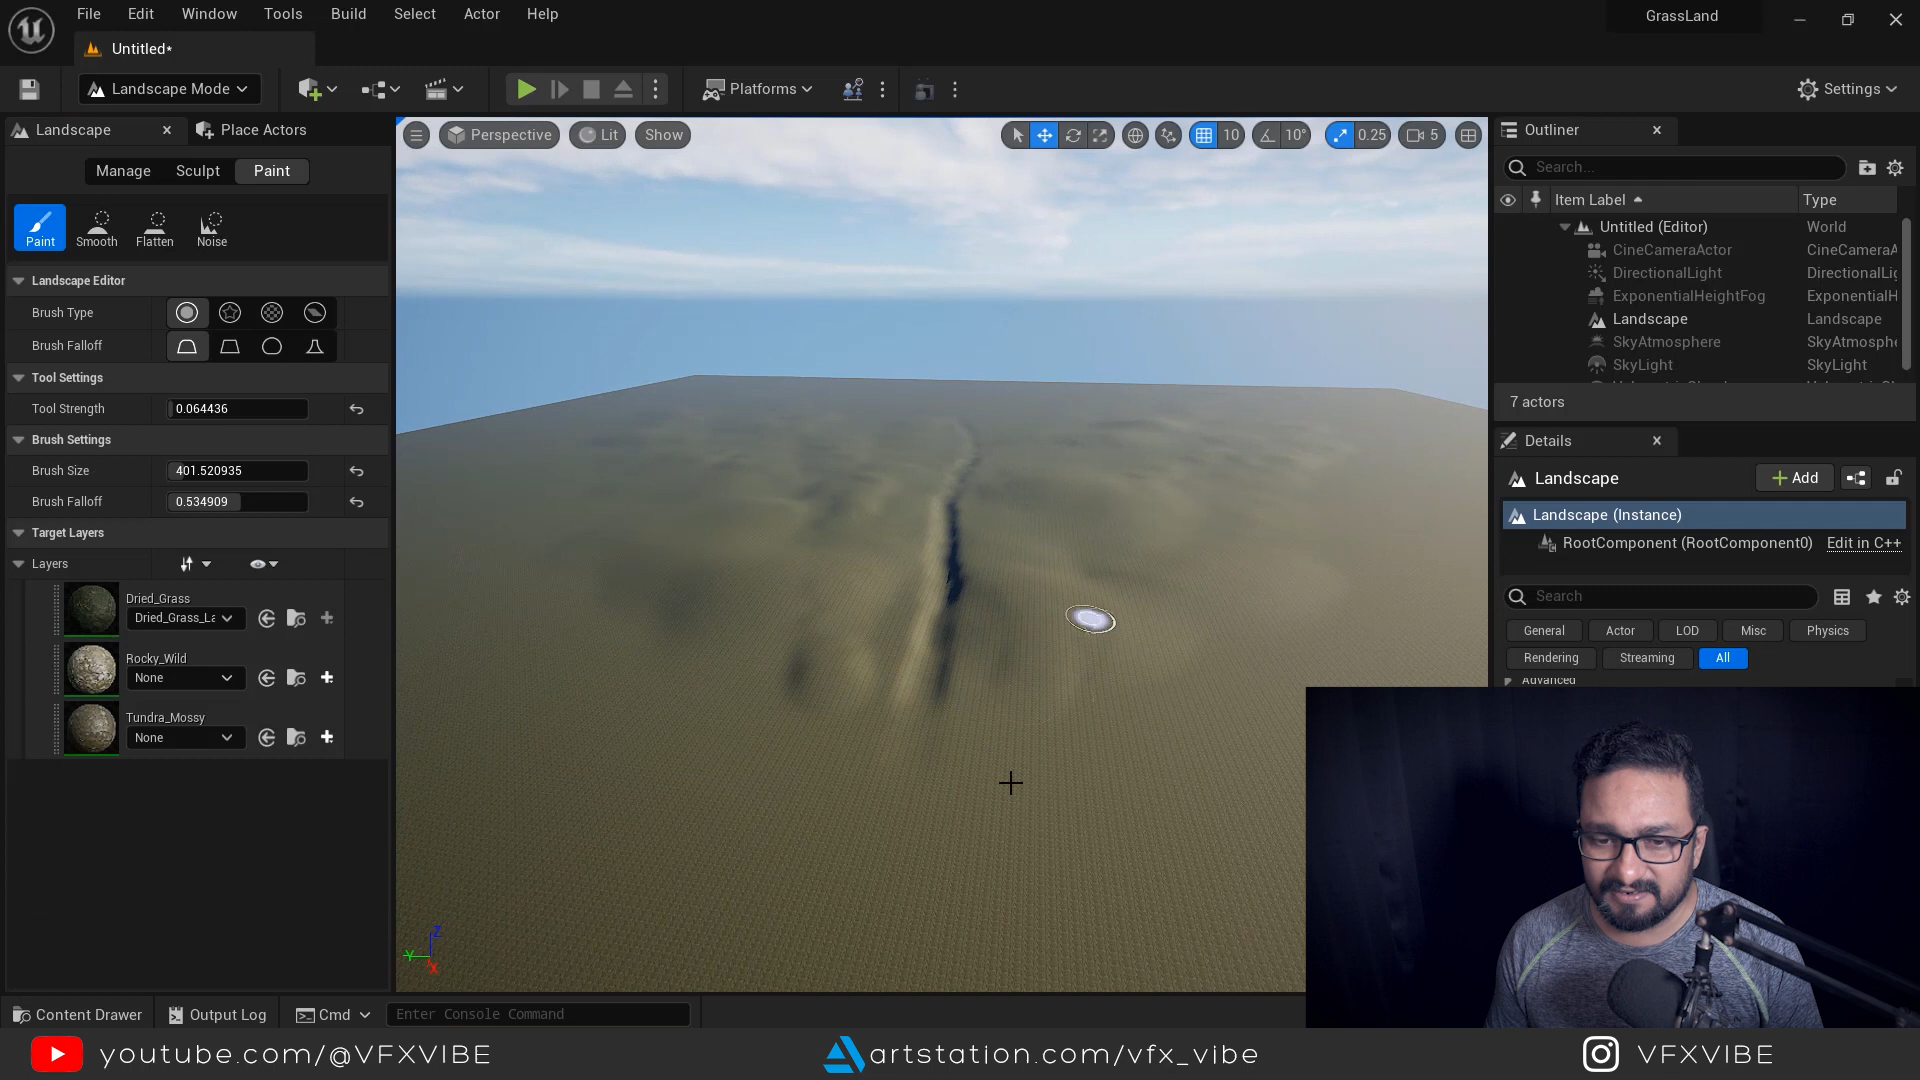 File Edit Window Tools Build Select Actor Help
GrassLand
Untitled*
Landscape Mode
Platforms
Settings
Landscape
Place Actors
Manage Sculpt Paint
Paint Smooth Flatten Noise
Landscape Editor
Brush Type
Brush Falloff
Tool Settings
Tool Strength 0.064436
Brush Settings
Brush Size 401.520935
Brush Falloff 0.534909
Target Layers
Layers
Dried_Grass
Dried_Grass_La
Rocky_Wild
None
Tundra_Mossy
None
Perspective Lit Show
10 10° 0.25 5
Z
Y
X
Outliner
Search...
Item Label Type
Untitled (Editor) World
CineCameraActor CineCameraA
DirectionalLight DirectionalLig
ExponentialHeightFog ExponentialH
Landscape Landscape
SkyAtmosphere SkyAtmosphe
SkyLight SkyLight
7 actors
Details
Landscape
Add
Landscape (Instance)
RootComponent (RootComponent0) Edit in C++
Search
General Actor LOD Misc Physics
Rendering Streaming All
Advanced
Content Drawer Output Log Cmd Enter Console Command
youtube.com/@VFXVIBE
artstation.com/vfx_vibe
VFXVIBE